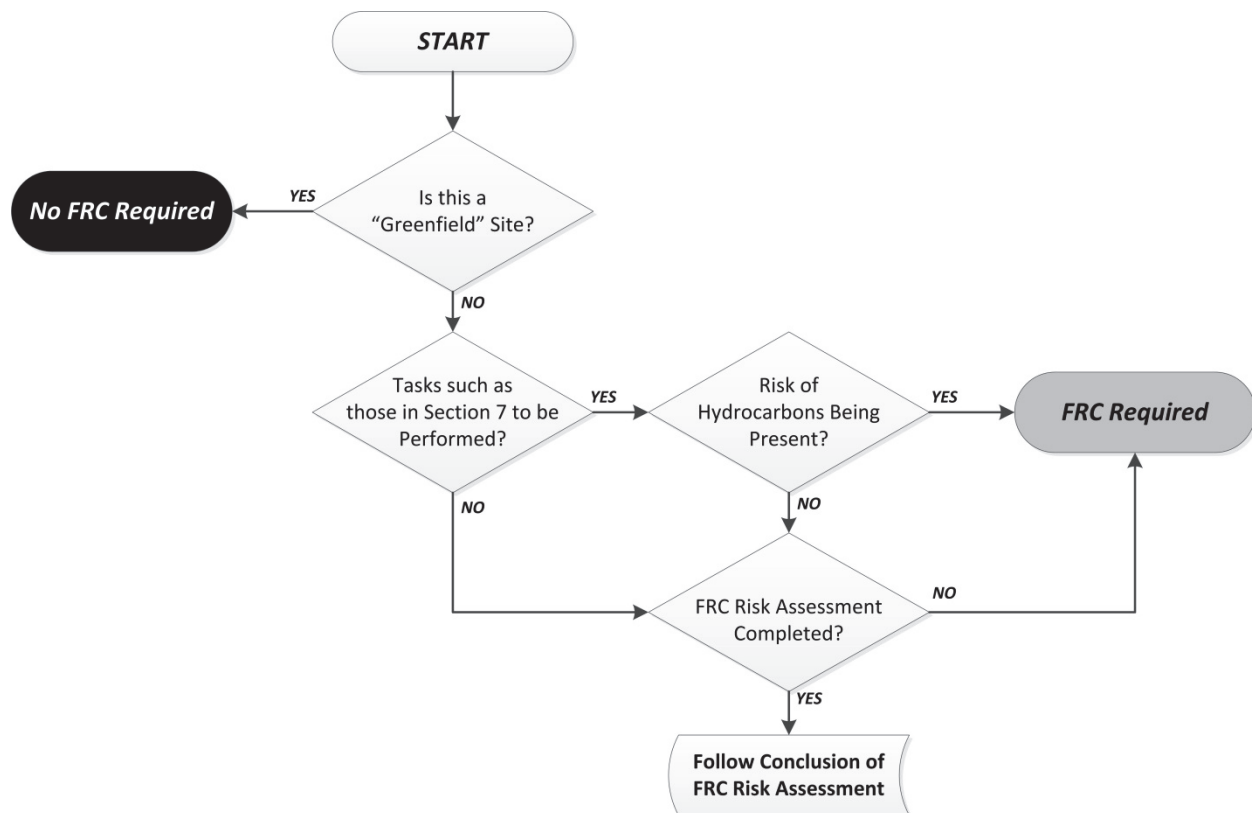 START
Is this a
“Greenfield” Site?
YES
No FRC Required
NO
Tasks such as
those in Section 7 to be
Performed?
YES
Risk of
Hydrocarbons Being
Present?
YES
FRC Required
NO
NO
FRC Risk Assessment
Completed?
NO
YES
Follow Conclusion of
FRC Risk Assessment